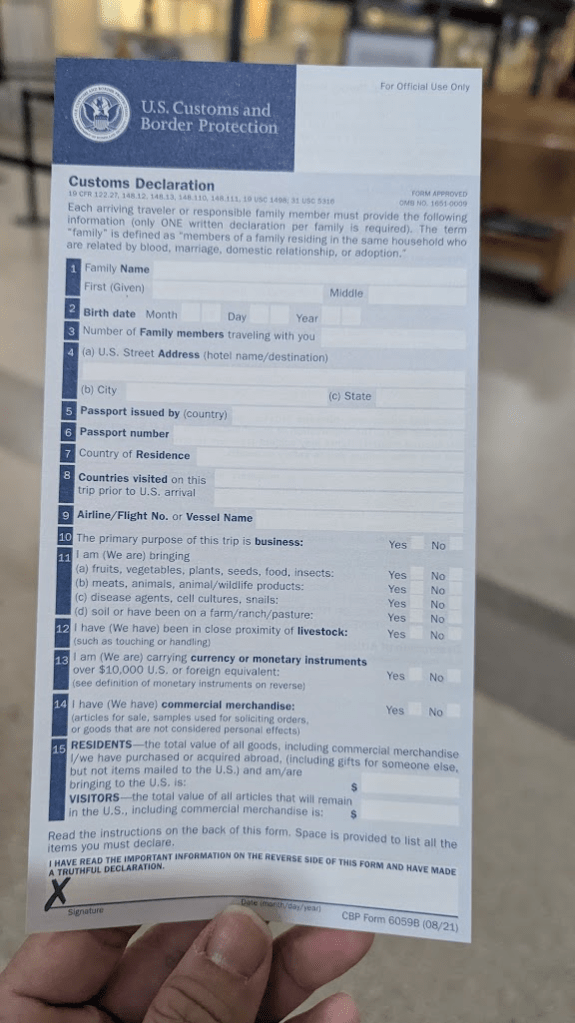 For Official Use Only
U.S. Customs and
Border Protection
Customs Declaration
19 CFR 122.27, 148.12, 148.13, 148.110, 148.111, 19 USC 1498; 31 USC 5316
FORM APPROVED
OMB NO. 1651-0009
Each arriving traveler or responsible family member must provide the following
information (only ONE written declaration per family is required). The term
"family" is defined as "members of a family residing in the same household who
are related by blood, marriage, domestic relationship, or adoption."
1 Family Name
First (Given) Middle
2 Birth date Month Day Year
3 Number of Family members traveling with you
4 (a) U.S. Street Address (hotel name/destination)
(b) City (c) State
5 Passport issued by (country)
6 Passport number
7 Country of Residence
8 Countries visited on this
trip prior to U.S. arrival
9 Airline/Flight No. or Vessel Name
10 The primary purpose of this trip is business: Yes No
11 I am (We are) bringing
(a) fruits, vegetables, plants, seeds, food, insects: Yes No
(b) meats, animals, animal/wildlife products: Yes No
(c) disease agents, cell cultures, snails: Yes No
(d) soil or have been on a farm/ranch/pasture: Yes No
12 I have (We have) been in close proximity of livestock: Yes No
(such as touching or handling)
13 I am (We are) carrying currency or monetary instruments
over $10,000 U.S. or foreign equivalent: Yes No
(see definition of monetary instruments on reverse)
14 I have (We have) commercial merchandise: Yes No
(articles for sale, samples used for soliciting orders,
or goods that are not considered personal effects)
15 RESIDENTS—the total value of all goods, including commercial merchandise
I/we have purchased or acquired abroad, (including gifts for someone else,
but not items mailed to the U.S.) and am/are
bringing to the U.S. is: $
VISITORS—the total value of all articles that will remain
in the U.S., including commercial merchandise is: $
Read the instructions on the back of this form. Space is provided to list all the
items you must declare.
I HAVE READ THE IMPORTANT INFORMATION ON THE REVERSE SIDE OF THIS FORM AND HAVE MADE
A TRUTHFUL DECLARATION.
X
Signature Date (month/day/year)
CBP Form 6059B (08/21)